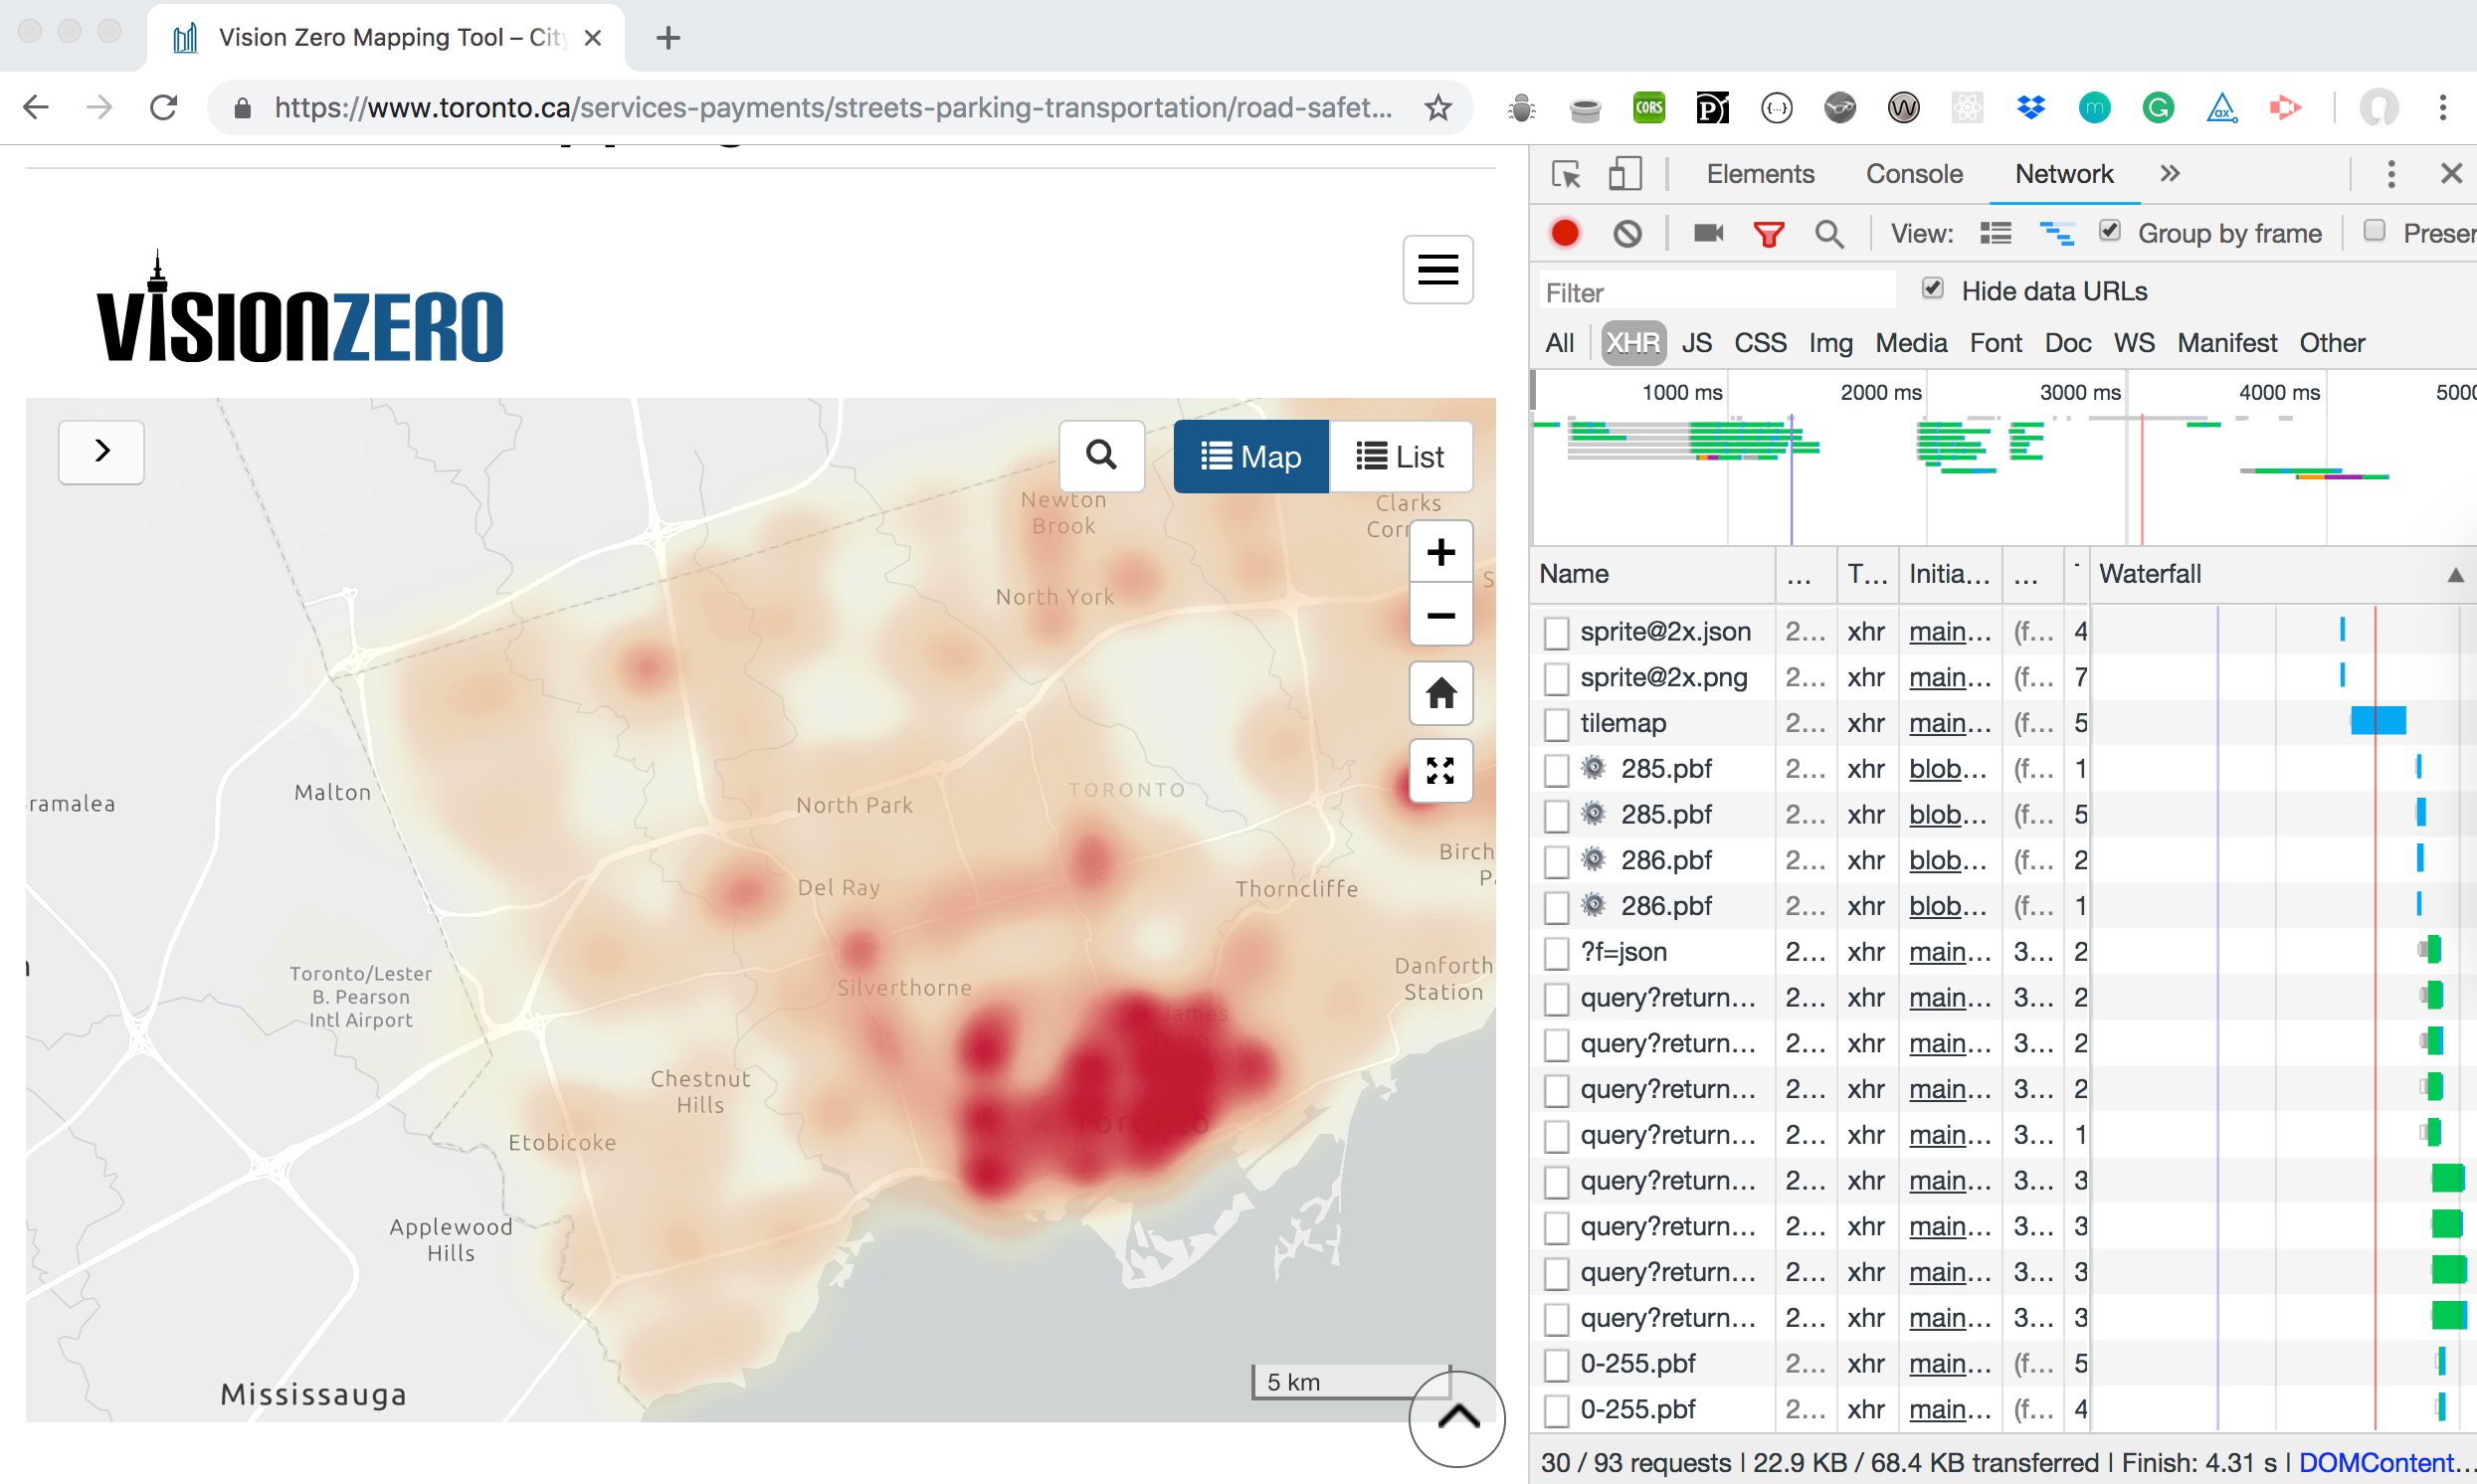 Vision Zero Mapping Tool – City
https://www.toronto.ca/services-payments/streets-parking-transportation/road-safet...
CORS
VISIONZERO
Map
List
Newton
Brook
Clarks
North York
TORONTO
Malton
North Park
Del Ray
Thorncliffe
Silverthorne
Danforth
Station
Toronto/Lester
B. Pearson
Intl Airport
James
Town
Chestnut
Hills
Toronto
Etobicoke
Applewood
Hills
Mississauga
5 km
Elements Console Network »
View: Group by frame
Filter Hide data URLs
All XHR JS CSS Img Media Font Doc WS Manifest Other
1000 ms 2000 ms 3000 ms 4000 ms
Name ... T... Initia... ... Waterfall
sprite@2x.json 2... xhr main... (f... 4
sprite@2x.png 2... xhr main... (f... 7
tilemap 2... xhr main... (f... 5
285.pbf 2... xhr blob... (f... 1
285.pbf 2... xhr blob... (f... 5
286.pbf 2... xhr blob... (f... 2
286.pbf 2... xhr blob... (f... 1
?f=json 2... xhr main... 3... 2
query?return... 2... xhr main... 3... 2
query?return... 2... xhr main... 3... 2
query?return... 2... xhr main... 3... 2
query?return... 2... xhr main... 3... 1
query?return... 2... xhr main... 3... 3
query?return... 2... xhr main... 3... 3
query?return... 2... xhr main... 3... 3
query?return... 2... xhr main... 3... 3
0-255.pbf 2... xhr main... (f... 5
0-255.pbf 2... xhr main... (f... 4
30 / 93 requests | 22.9 KB / 68.4 KB transferred | Finish: 4.31 s | DOMContent...